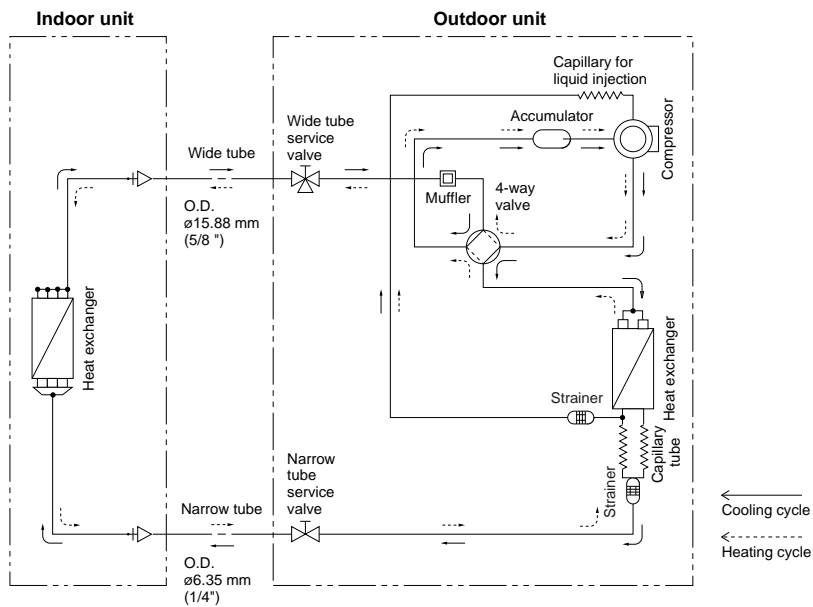 Indoor unit
Outdoor unit
Capillary for
liquid injection
Accumulator
Compressor
Wide tube
Wide tube
service
valve
Muffler
4-way
valve
O.D.
ø15.88 mm
(5/8 ")
Heat exchanger
Heat exchanger
Strainer
Capillary
tube
Strainer
Narrow tube
Narrow
tube
service
valve
O.D.
ø6.35 mm
(1/4")
Cooling cycle
Heating cycle